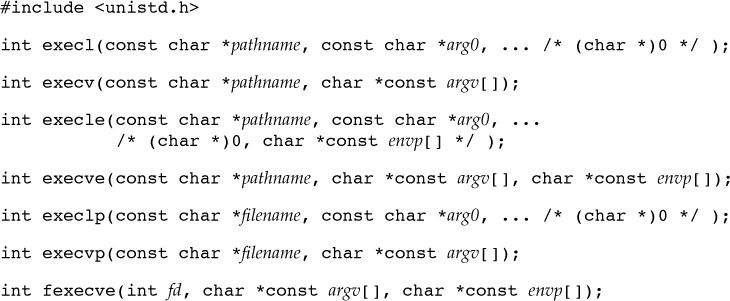 #include <unistd.h>
int execl(const char *pathname, const char *arg0, ... /* (char *)0 */ );
int execv(const char *pathname, char *const argv[]);
int execle(const char *pathname, const char *arg0, ...
/* (char *)0, char *const envp[] */ );
int execve(const char *pathname, char *const argv[], char *const envp[]);
int execlp(const char *filename, const char *arg0, ... /* (char *)0 */ );
int execvp(const char *filename, char *const argv[]);
int fexecve(int fd, char *const argv[], char *const envp[]);